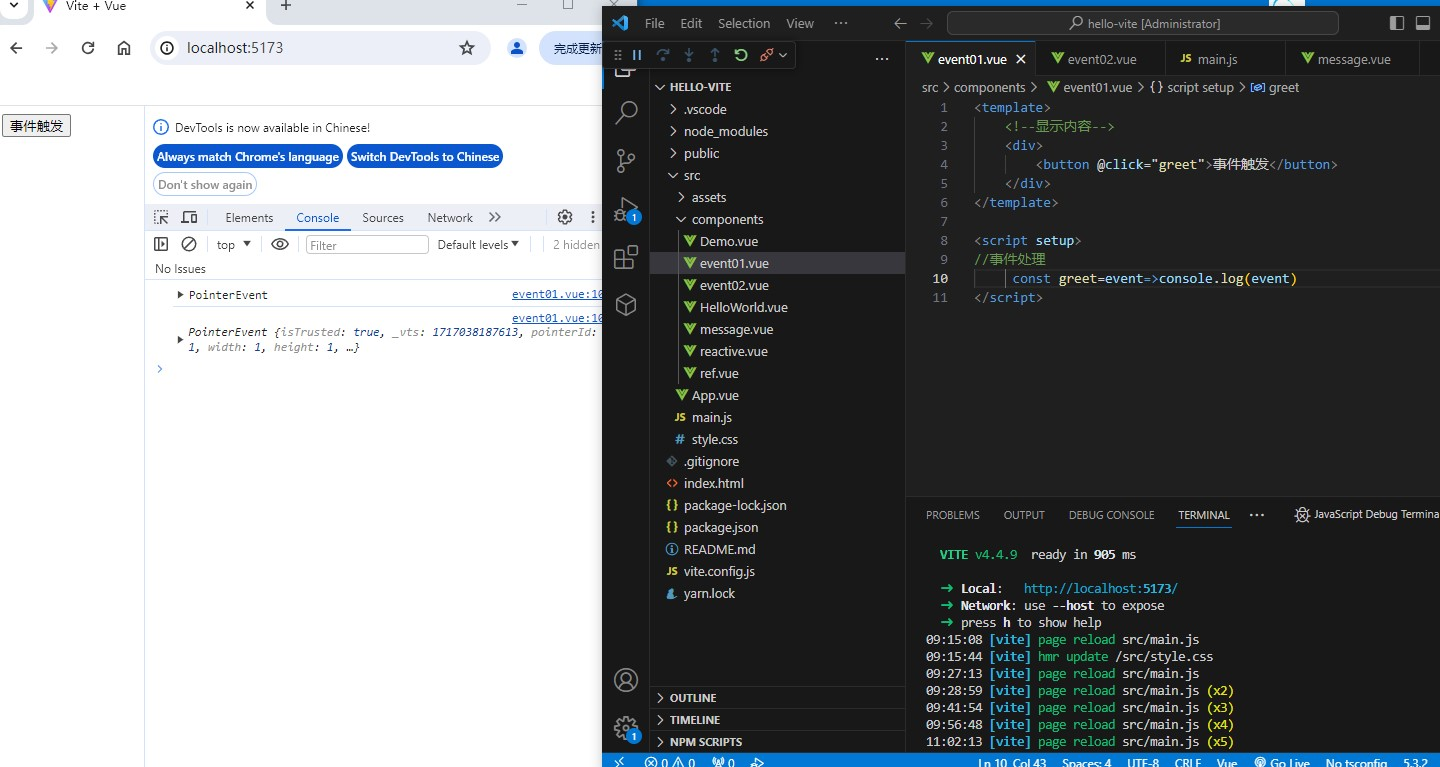 Vite + Vue
localhost:5173
完成更新
事件触发
DevTools is now available in Chinese!
Always match Chrome's language
Switch DevTools to Chinese
Don't show again
Elements
Console
Sources
Network
top
Filter
Default levels
2 hidden
No Issues
PointerEvent
event01.vue:10
event01.vue:10
PointerEvent {isTrusted: true, _vts: 1717038187613, pointerId:
1, width: 1, height: 1, …}
File Edit Selection View ···
hello-vite [Administrator]
HELLO-VITE
.vscode
node_modules
public
src
assets
components
Demo.vue
event01.vue
event02.vue
HelloWorld.vue
message.vue
reactive.vue
ref.vue
App.vue
main.js
style.css
.gitignore
index.html
package-lock.json
package.json
README.md
vite.config.js
yarn.lock
OUTLINE
TIMELINE
NPM SCRIPTS
1
1
event01.vue
event02.vue
JS main.js
message.vue
src > components > event01.vue > {} script setup > greet
1 <template>
2 <!--显示内容-->
3 <div>
4 <button @click="greet">事件触发</button>
5 </div>
6 </template>
7
8 <script setup>
9 //事件处理
10 const greet=event=>console.log(event)
11 </script>
PROBLEMS OUTPUT DEBUG CONSOLE TERMINAL ··· JavaScript Debug Termina
VITE v4.4.9 ready in 905 ms
➜ Local: http://localhost:5173/
➜ Network: use --host to expose
➜ press h to show help
09:15:08 [vite] page reload src/main.js
09:15:44 [vite] hmr update /src/style.css
09:27:13 [vite] page reload src/main.js
09:28:59 [vite] page reload src/main.js (x2)
09:41:54 [vite] page reload src/main.js (x3)
09:56:48 [vite] page reload src/main.js (x4)
11:02:13 [vite] page reload src/main.js (x5)
0 0 0 Ln 10, Col 43 Spaces: 4 UTF-8 CRLF Vue Go Live No tsconfig 5.3.2